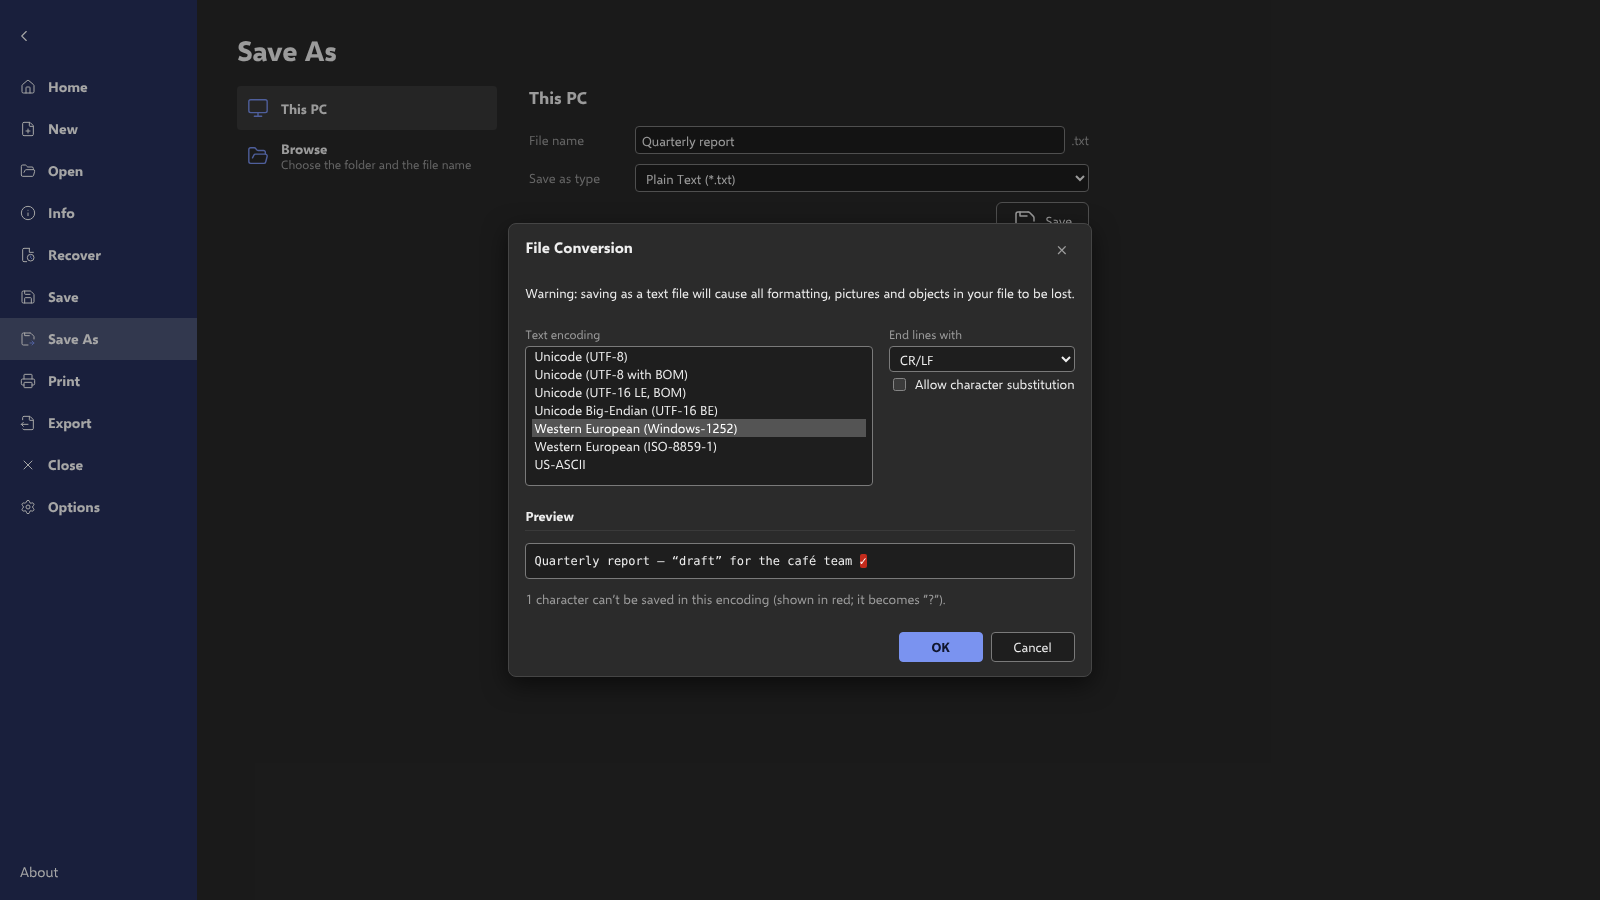 Save As
Home
New
Open
Info
Recover
Save
Save As
Print
Export
Close
Options
About
This PC
Browse
Choose the folder and the file name
This PC
File name
Quarterly report
.txt
Save as type
Plain Text (*.txt)
Save
File Conversion
Warning: saving as a text file will cause all formatting, pictures and objects in your file to be lost.
Text encoding
Unicode (UTF-8)
Unicode (UTF-8 with BOM)
Unicode (UTF-16 LE, BOM)
Unicode Big-Endian (UTF-16 BE)
Western European (Windows-1252)
Western European (ISO-8859-1)
US-ASCII
End lines with
CR/LF
Allow character substitution
Preview
Quarterly report — “draft” for the café team ✓
1 character can't be saved in this encoding (shown in red; it becomes "?").
OK
Cancel